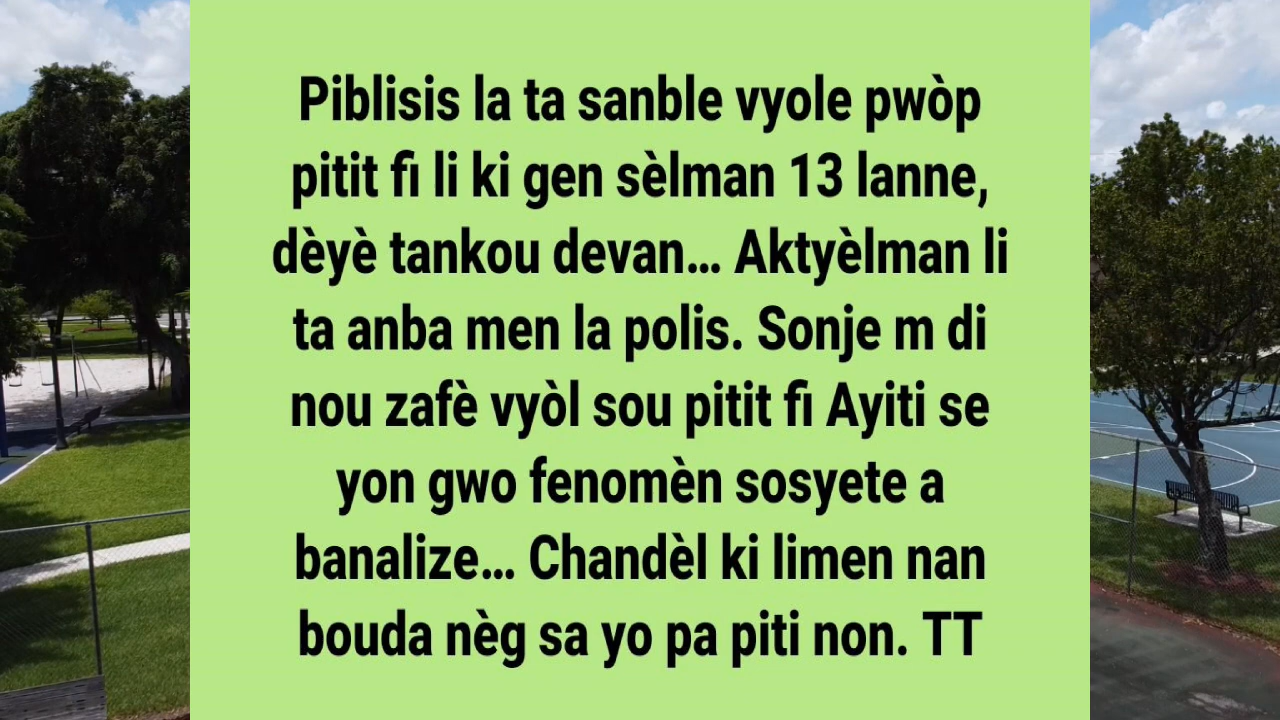 Piblisis la ta sanble vyole pwòp
pitit fi li ki gen sèlman 13 lanne,
dèyè tankou devan... Aktyèlman li
ta anba men la polis. Sonje m di
nou zafè vyòl sou pitit fi Ayiti se
yon gwo fenomèn sosyete a
banalize... Chandèl ki limen nan
bouda nèg sa yo pa piti non. TT